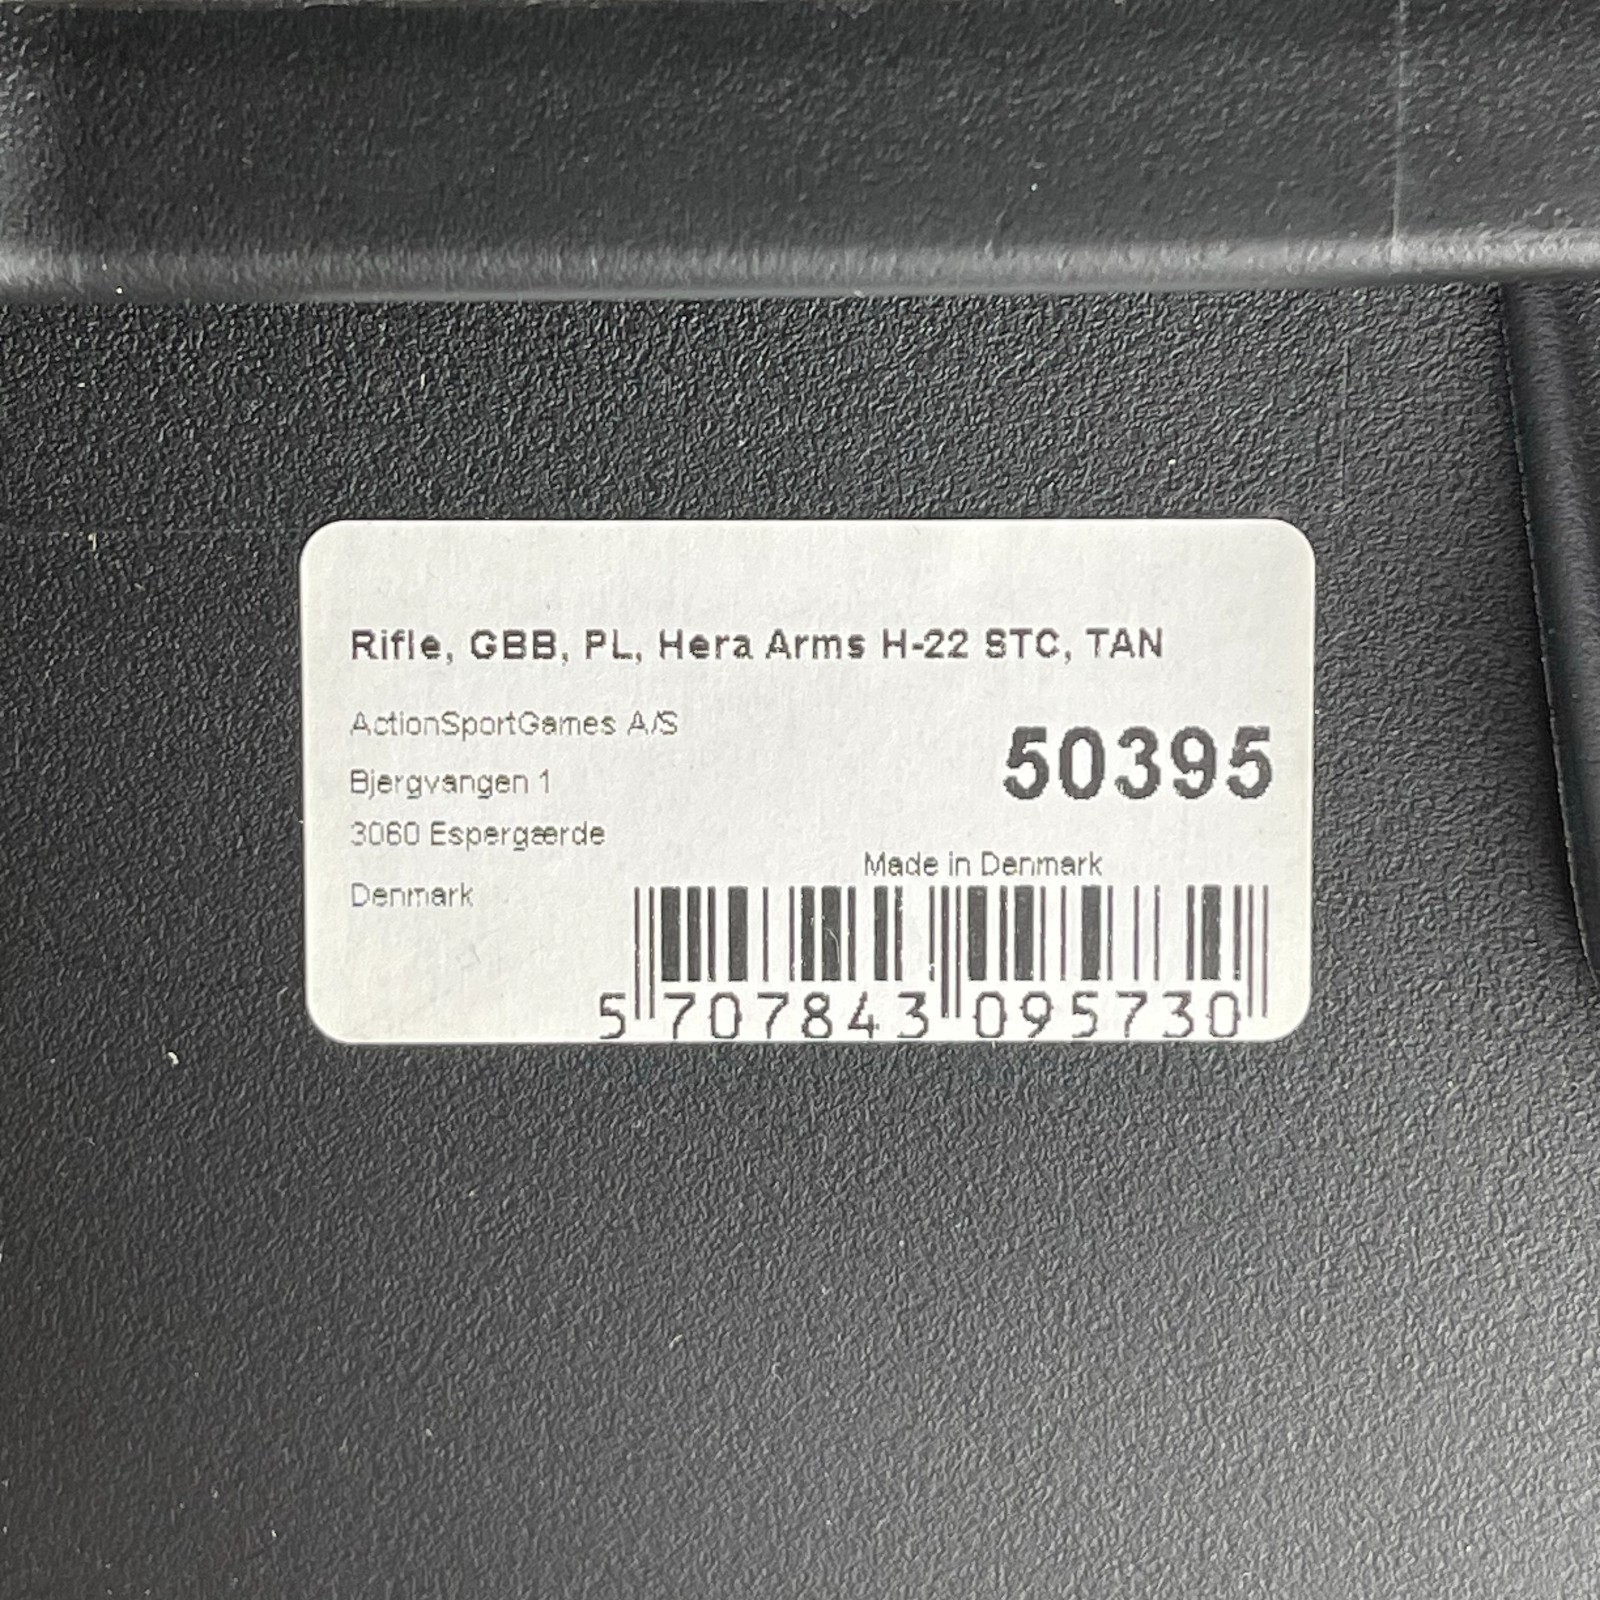 Rifle, GBB, PL, Hera Arms H-22 STC, TAN
ActionSportGames A/S
50395
Bjergvangen 1
3060 Espergærde
Made in Denmark
Denmark
5 707843 095730